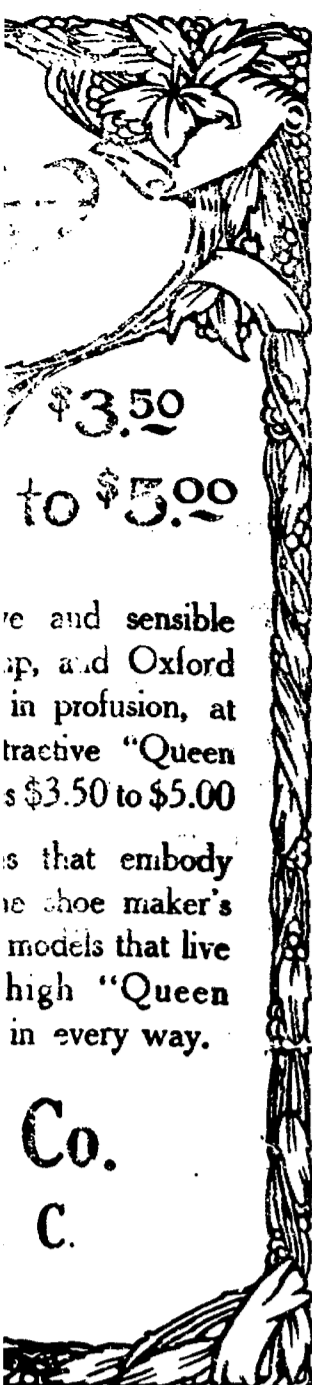 $3.50
to $5.00
and sensible
and Oxford
in profusion, at
"Queen
$3.50 to $5.00
that embody
shoe maker's
models that live
high "Queen
in every way.
Co.
C.